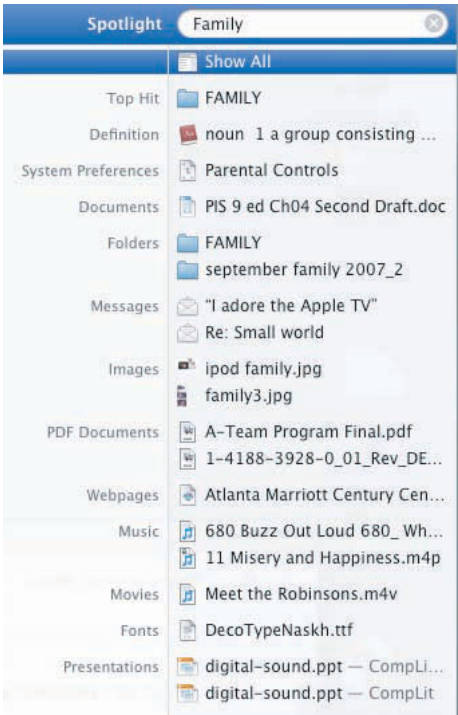 Spotlight Family
Show All
Top Hit FAMILY
Definition noun 1 a group consisting ...
System Preferences Parental Controls
Documents PIS 9 ed Ch04 Second Draft.doc
Folders FAMILY
september family 2007_2
Messages "I adore the Apple TV"
Re: Small world
Images ipod family.jpg
family3.jpg
PDF Documents A-Team Program Final.pdf
1-4188-3928-0_01_Rev_DE...
Webpages Atlanta Marriott Century Cen...
Music 680 Buzz Out Loud 680_ Wh...
11 Misery and Happiness.m4p
Movies Meet the Robinsons.m4v
Fonts DecoTypeNaskh.ttf
Presentations digital-sound.ppt — CompLi...
digital-sound.ppt — CompLit